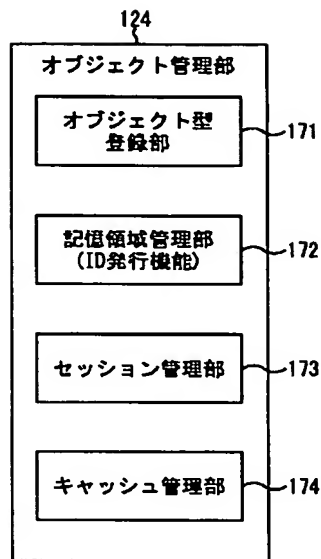 124
オブジェクト管理部
オブジェクト型
登録部
171
記憶領域管理部
(ID発行機能)
172
セッション管理部
173
キャッシュ管理部
174